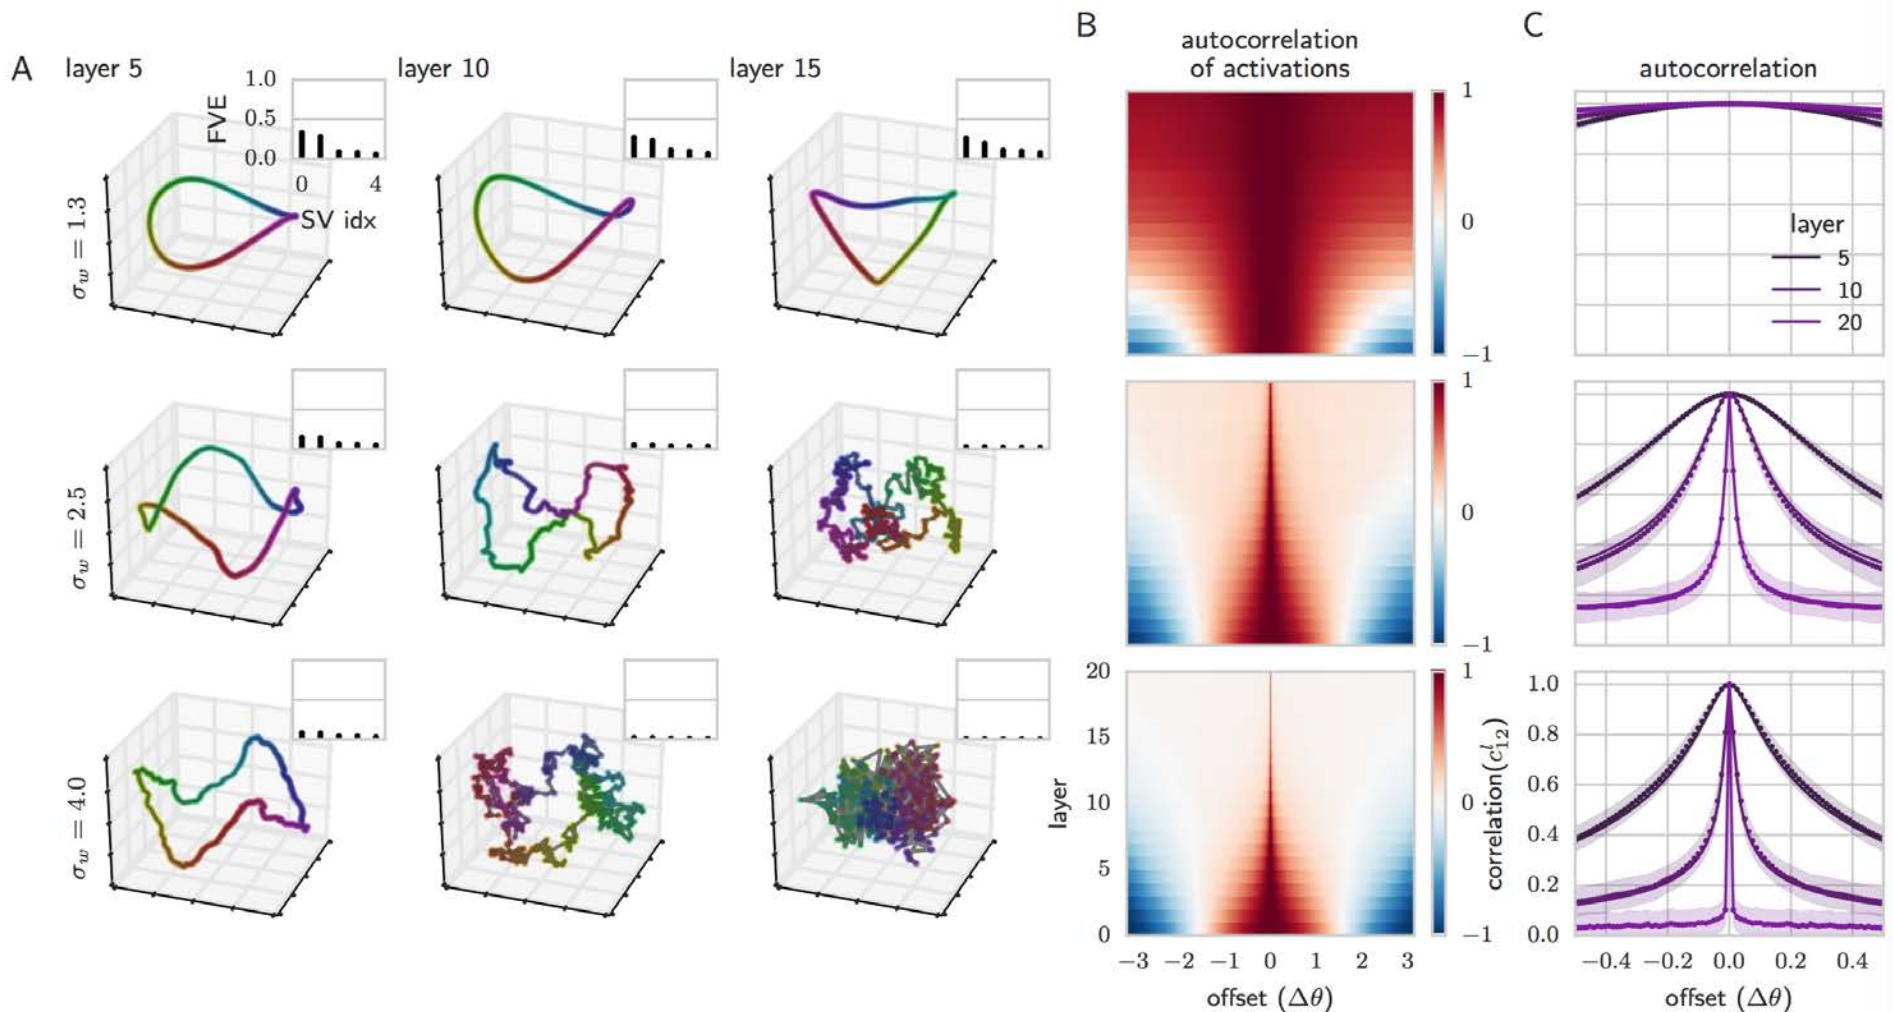 A
layer 5
layer 10
layer 15
FVE
1.0
0.5
0.0
0
4
SV idx
σ_w = 1.3
σ_w = 2.5
σ_w = 4.0
B
autocorrelation
of activations
1
0
−1
1
0
−1
1
0
−1
layer
20
15
10
5
0
−3 −2 −1 0 1 2 3
offset (Δθ)
C
autocorrelation
layer
5
10
20
correlation(c^l_12)
1.0
0.8
0.6
0.4
0.2
0.0
−0.4 −0.2 0.0 0.2 0.4
offset (Δθ)